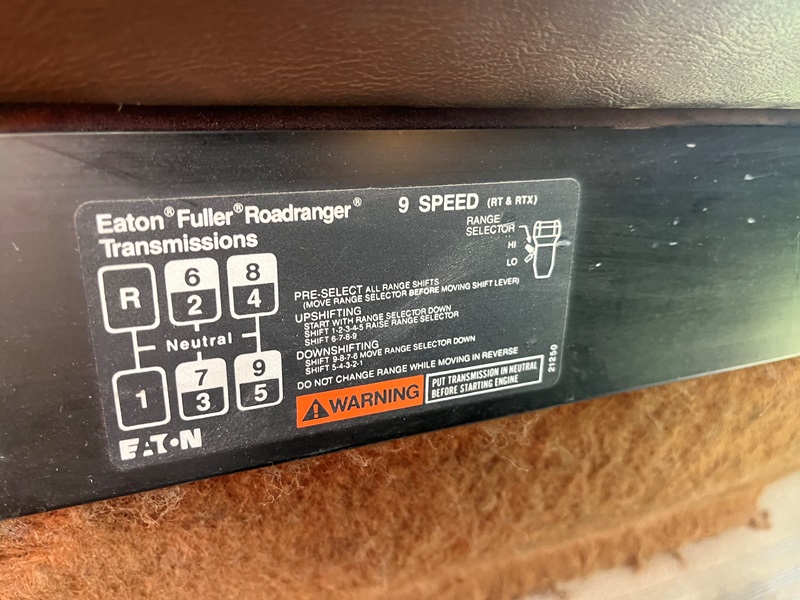 Eaton® Fuller® Roadranger® 9 SPEED (RT & RTX)
Transmissions
RANGE
SELECTOR
HI
LO
R 6 8
2 4
Neutral
7 9
1 3 5
PRE-SELECT ALL RANGE SHIFTS
(MOVE RANGE SELECTOR BEFORE MOVING SHIFT LEVER)
UPSHIFTING
START WITH RANGE SELECTOR DOWN
SHIFT 1-2-3-4-5 RAISE RANGE SELECTOR
SHIFT 6-7-8-9
DOWNSHIFTING
SHIFT 9-8-7-6 MOVE RANGE SELECTOR DOWN
SHIFT 5-4-3-2-1
DO NOT CHANGE RANGE WHILE MOVING IN REVERSE
WARNING
PUT TRANSMISSION IN NEUTRAL
BEFORE STARTING ENGINE
21250
EATON